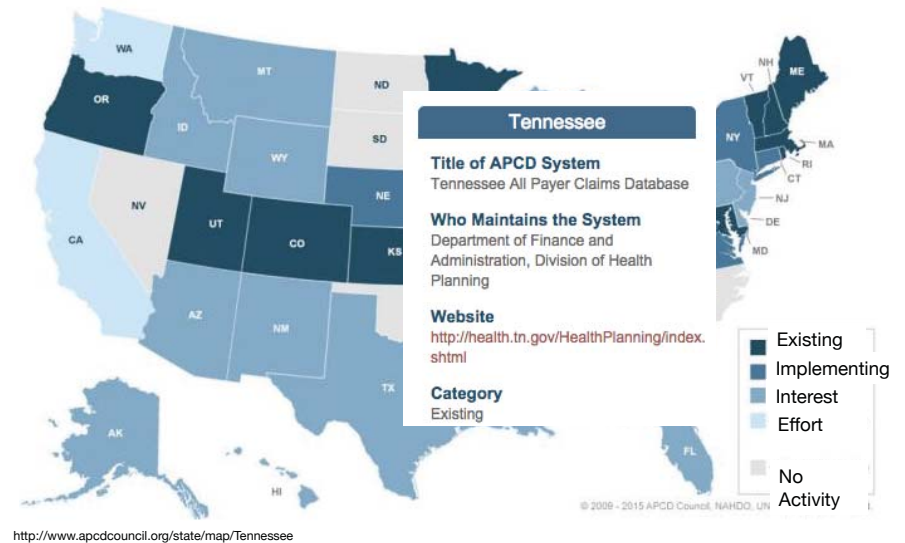 WA
MT
ND
OR
ID
SD
WY
NE
NV
UT
CO
KS
CA
AZ
NM
TX
AK
HI
Tennessee
Title of APCD System
Tennessee All Payer Claims Database
Who Maintains the System
Department of Finance and
Administration, Division of Health
Planning
Website
http://health.tn.gov/HealthPlanning/index.
shtml
Category
Existing
NH
VT
ME
NY
MA
RI
CT
NJ
DE
MD
FL
Existing
Implementing
Interest
Effort
No
Activity
© 2009 - 2015 APCD Council, NAHDO, UN
http://www.apcdcouncil.org/state/map/Tennessee